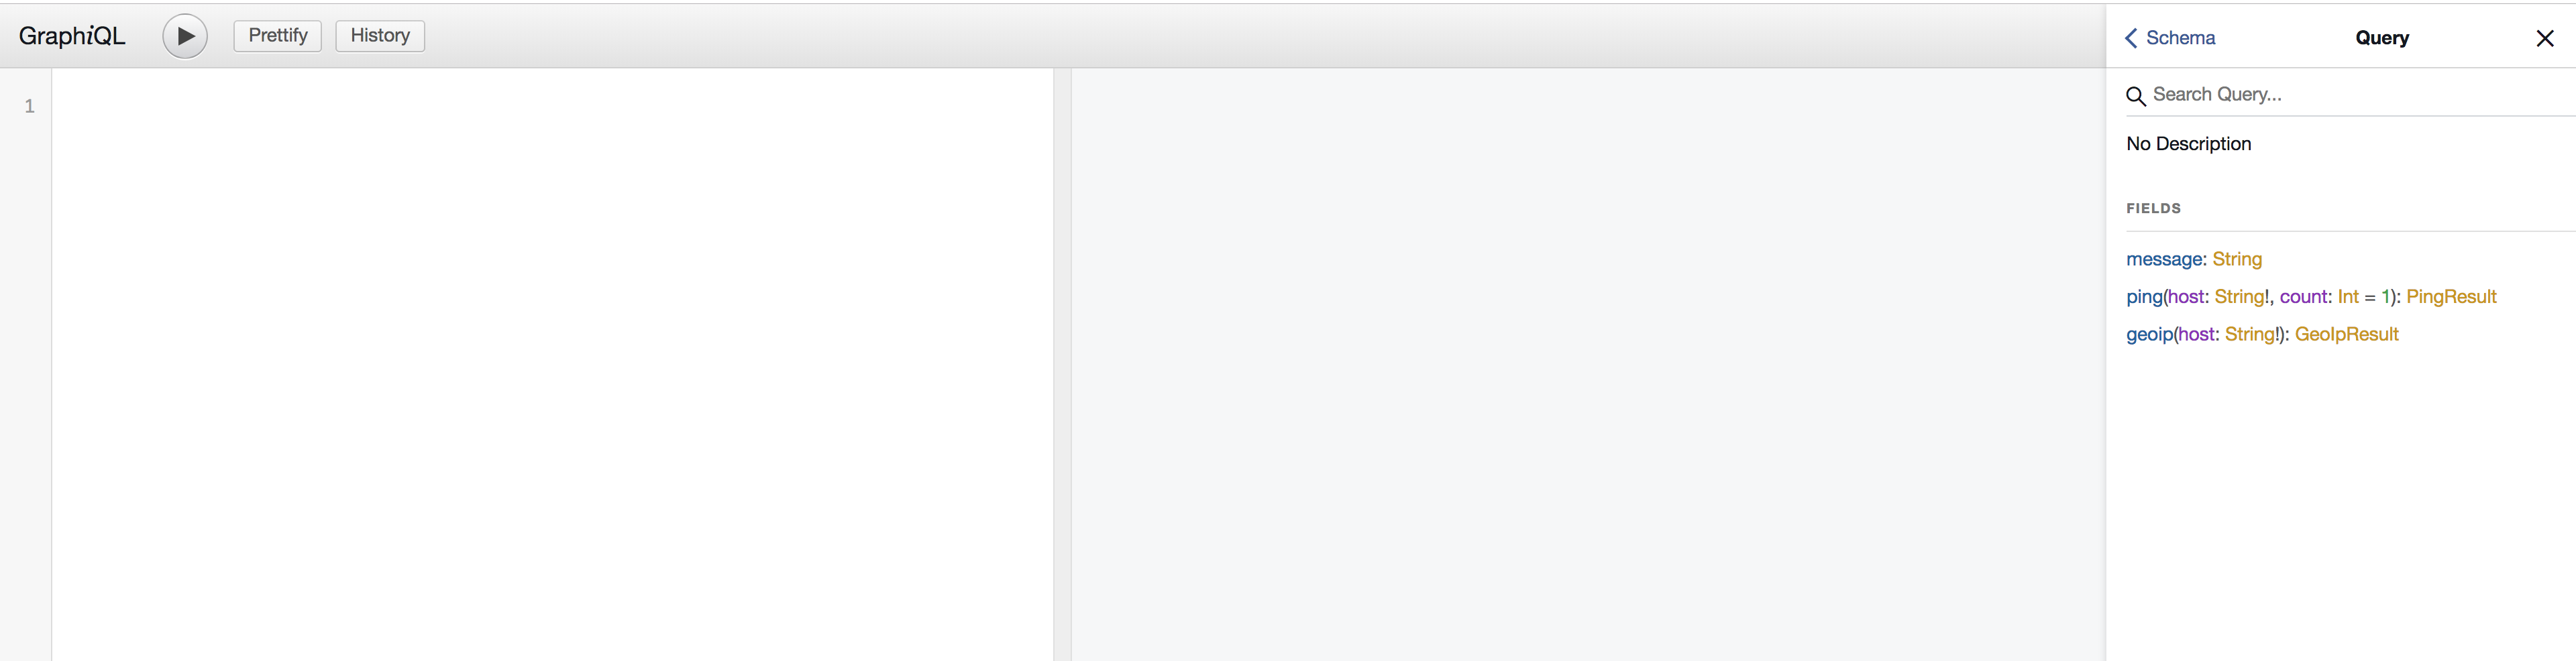 GraphiQL Prettify History
1
Schema Query
Search Query...
No Description
FIELDS
message: String
ping(host: String!, count: Int = 1): PingResult
geoip(host: String!): GeoIpResult